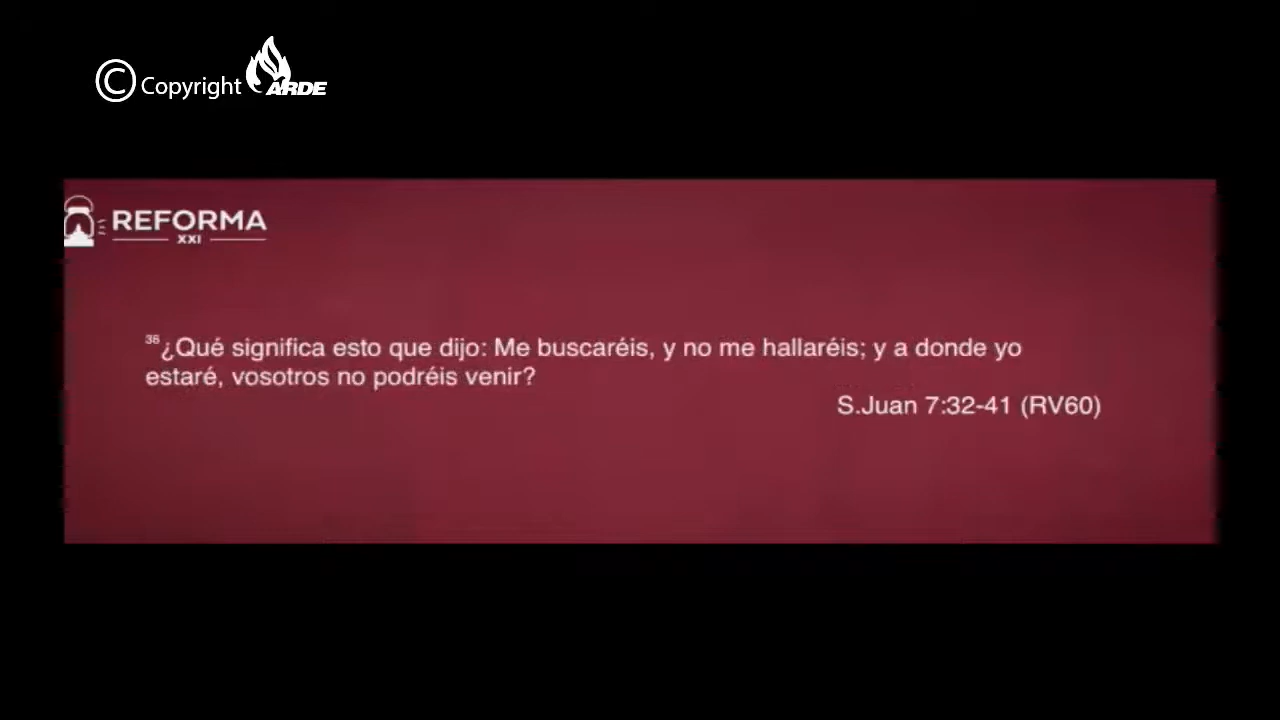 © Copyright ARDE
REFORMA
XXI
³⁶¿Qué significa esto que dijo: Me buscaréis, y no me hallaréis; y a donde yo
estaré, vosotros no podréis venir?
S.Juan 7:32-41 (RV60)